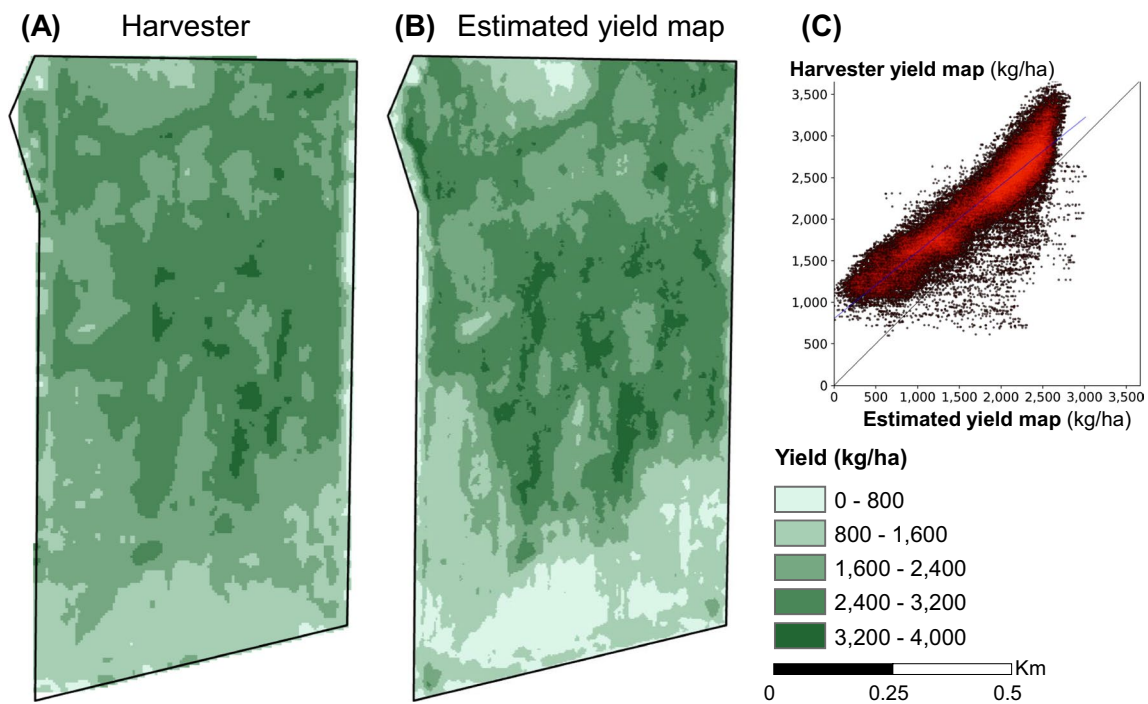 (A) Harvester
(B) Estimated yield map
(C)
Harvester yield map (kg/ha)
3,500
3,000
2,500
2,000
1,500
1,000
500
0
0 500 1,000 1,500 2,000 2,500 3,000 3,500
Estimated yield map (kg/ha)
Yield (kg/ha)
0 - 800
800 - 1,600
1,600 - 2,400
2,400 - 3,200
3,200 - 4,000
Km
0 0.25 0.5